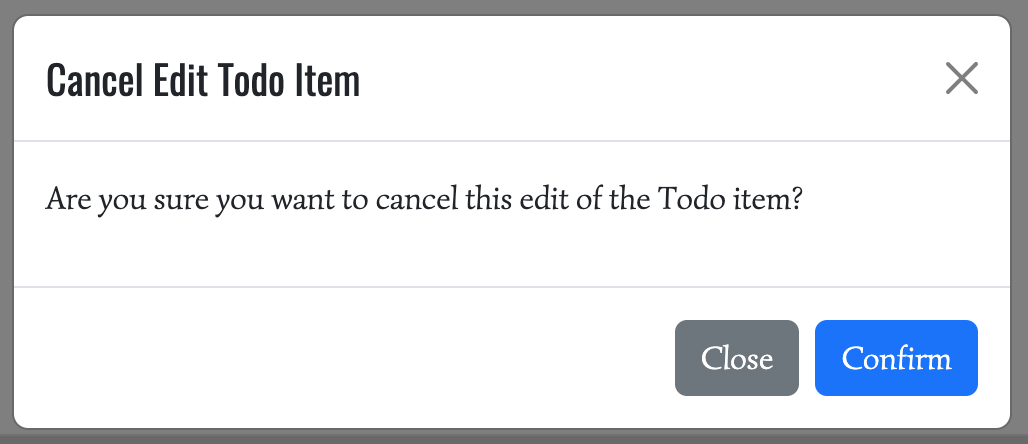 Cancel Edit Todo Item
Are you sure you want to cancel this edit of the Todo item?
Close
Confirm